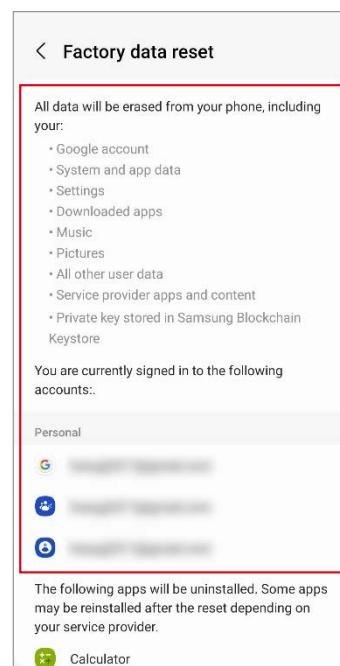 Factory data reset
All data will be erased from your phone, including
your:
• Google account
• System and app data
• Settings
• Downloaded apps
• Music
• Pictures
• All other user data
• Service provider apps and content
• Private key stored in Samsung Blockchain
Keystore
You are currently signed in to the following
accounts:.
Personal
The following apps will be uninstalled. Some apps
may be reinstalled after the reset depending on
your service provider.
Calculator